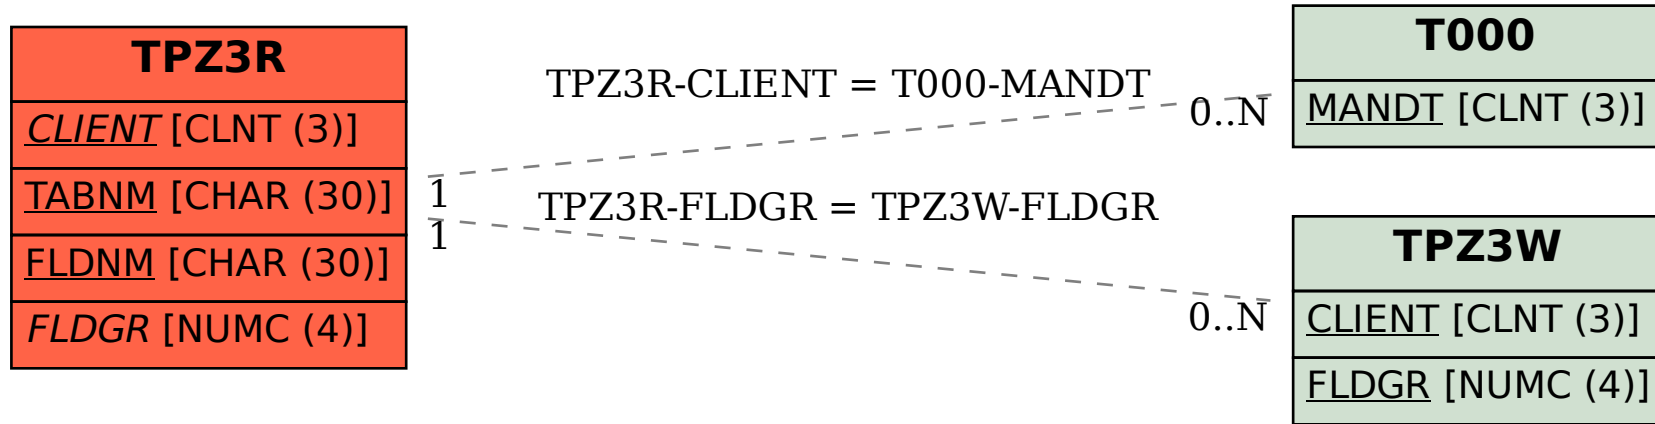 TPZ3R
CLIENT [CLNT (3)]
TABNM [CHAR (30)]
FLDNM [CHAR (30)]
FLDGR [NUMC (4)]
TPZ3R-CLIENT = T000-MANDT
0..N
1
TPZ3R-FLDGR = TPZ3W-FLDGR
1
0..N
T000
MANDT [CLNT (3)]
TPZ3W
CLIENT [CLNT (3)]
FLDGR [NUMC (4)]